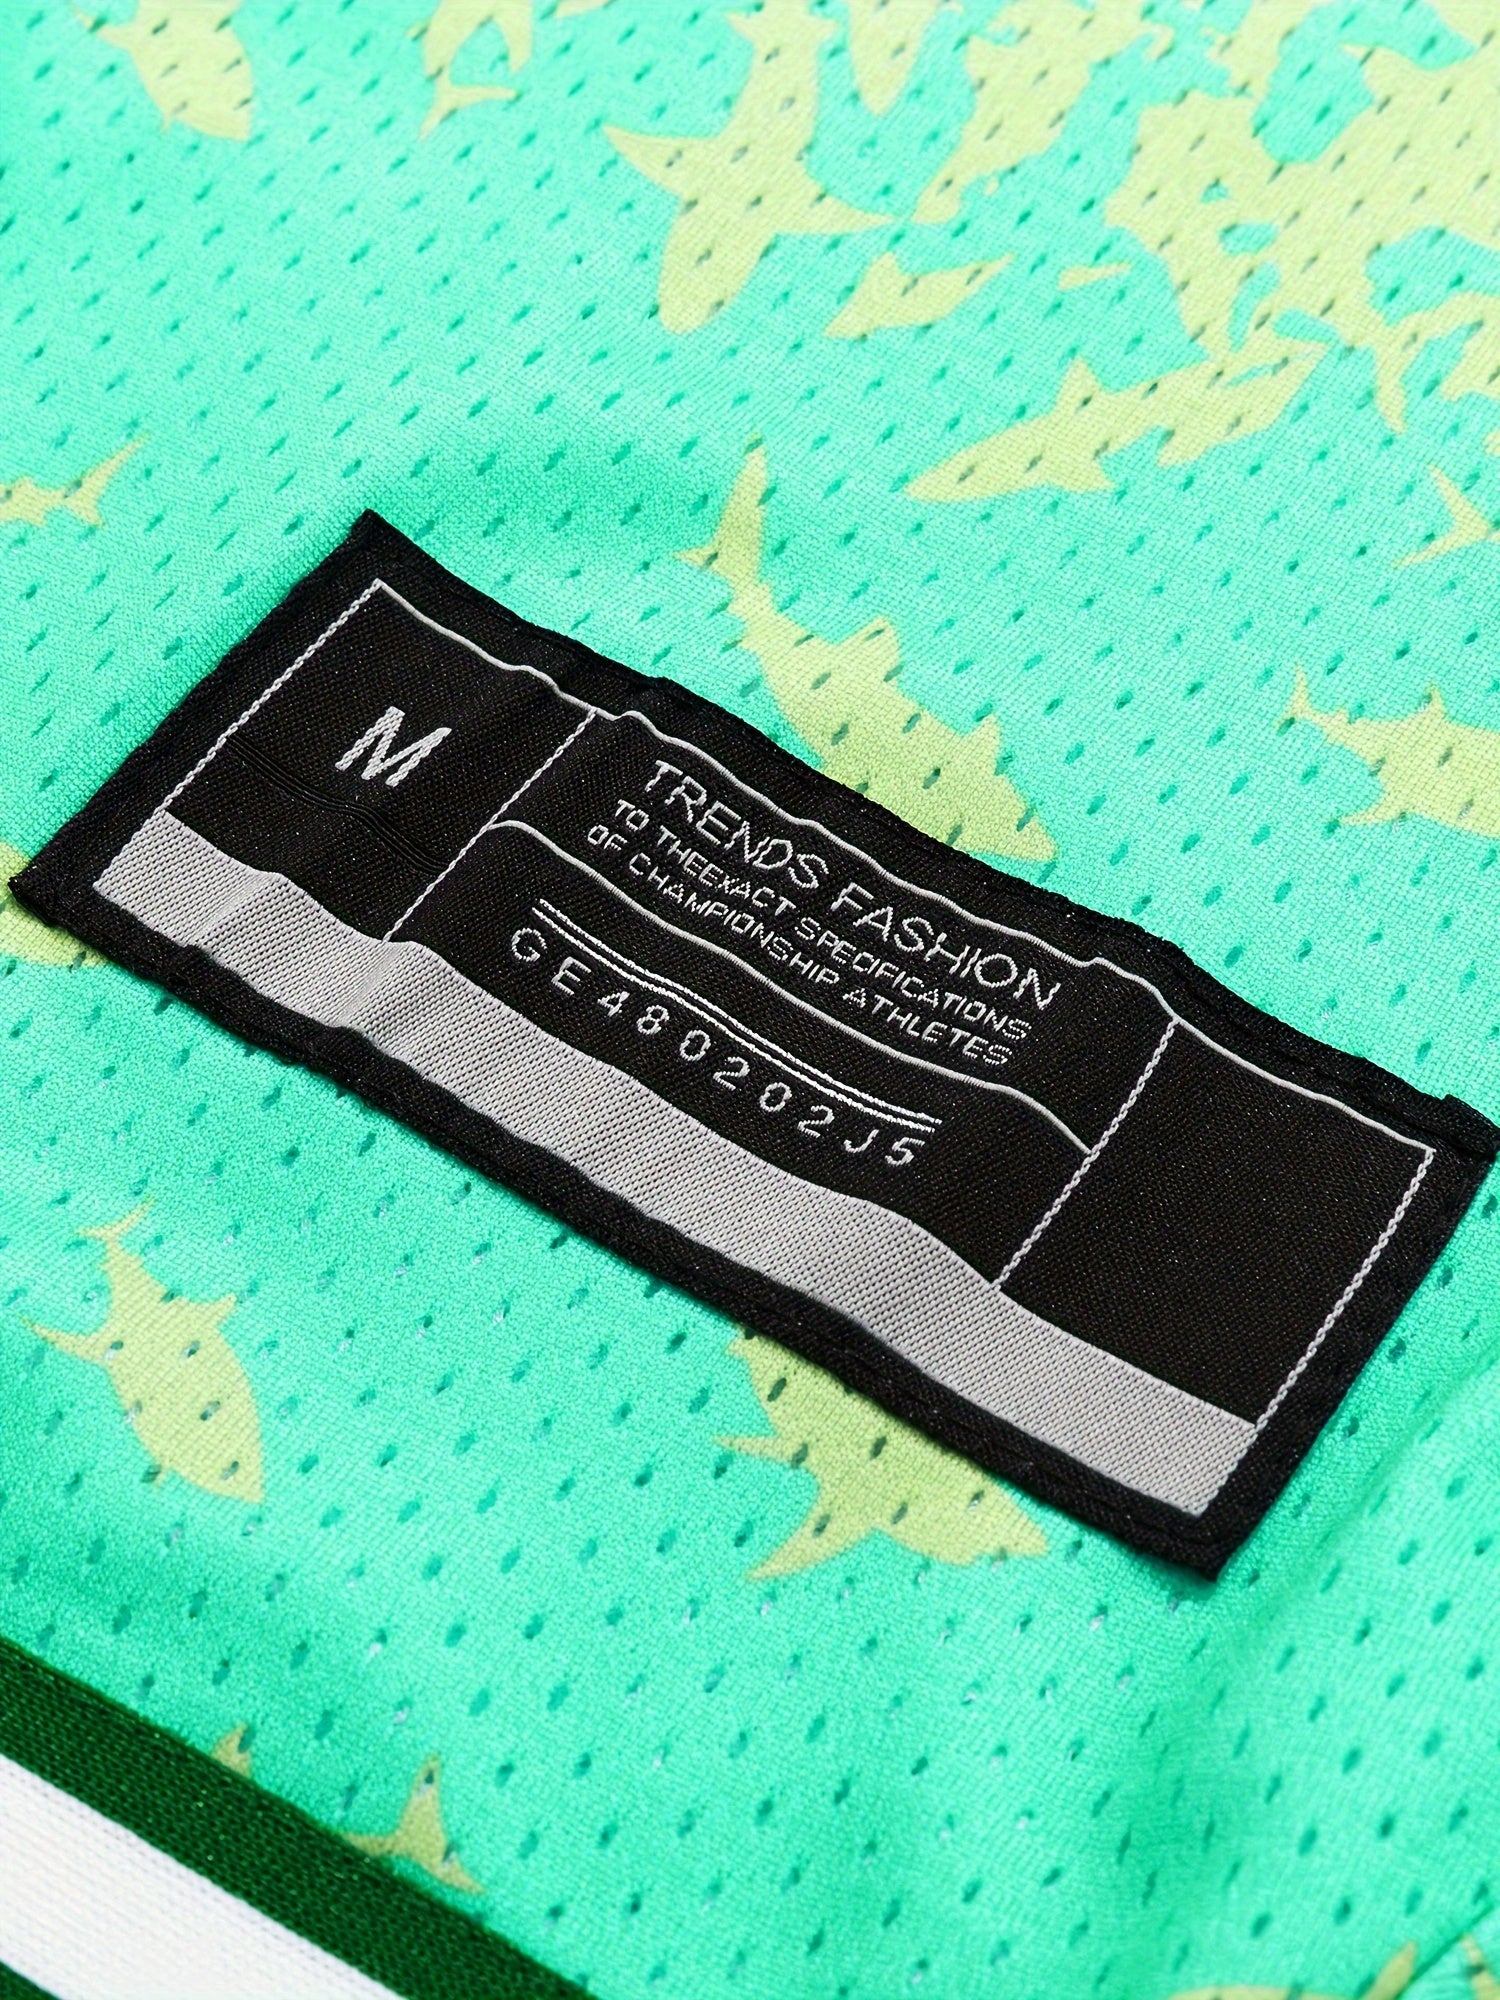 M
TRENDS FASHION
TO THEEXACT SPECIFICATIONS
OF CHAMPIONSHIP ATHLETES
GE480202J5